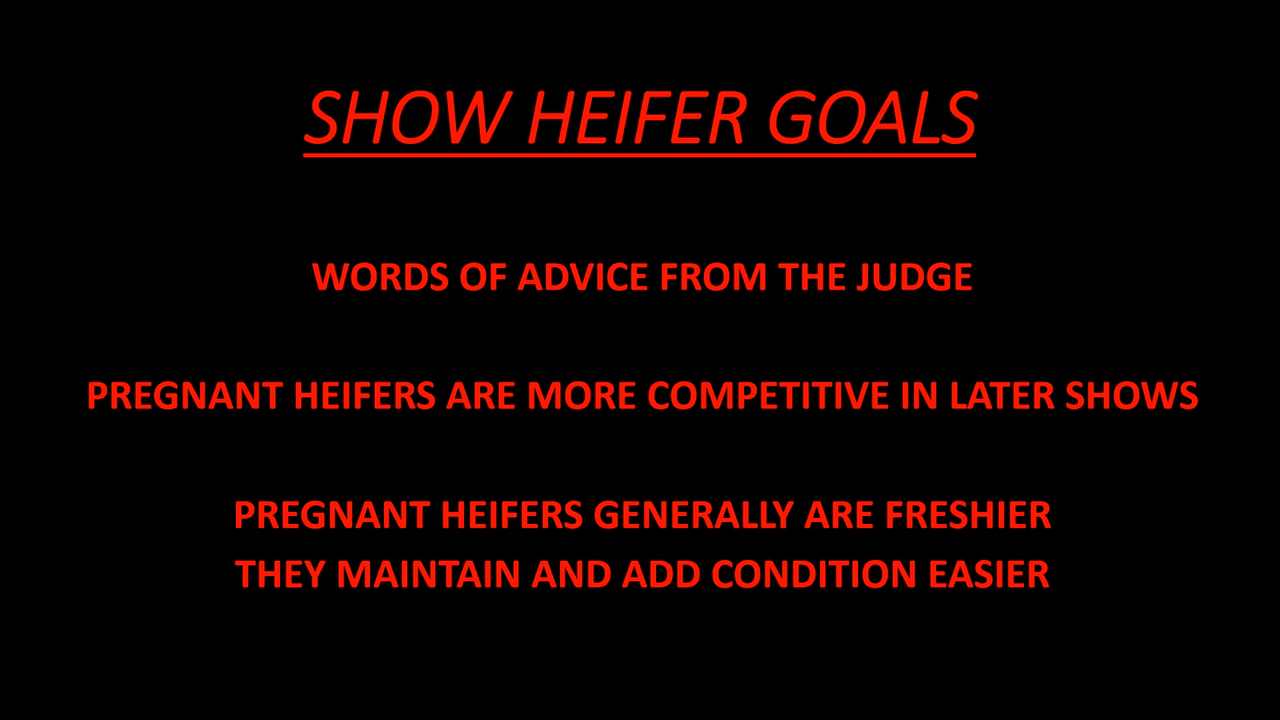 SHOW HEIFER GOALS
WORDS OF ADVICE FROM THE JUDGE
PREGNANT HEIFERS ARE MORE COMPETITIVE IN LATER SHOWS
PREGNANT HEIFERS GENERALLY ARE FRESHIER
THEY MAINTAIN AND ADD CONDITION EASIER